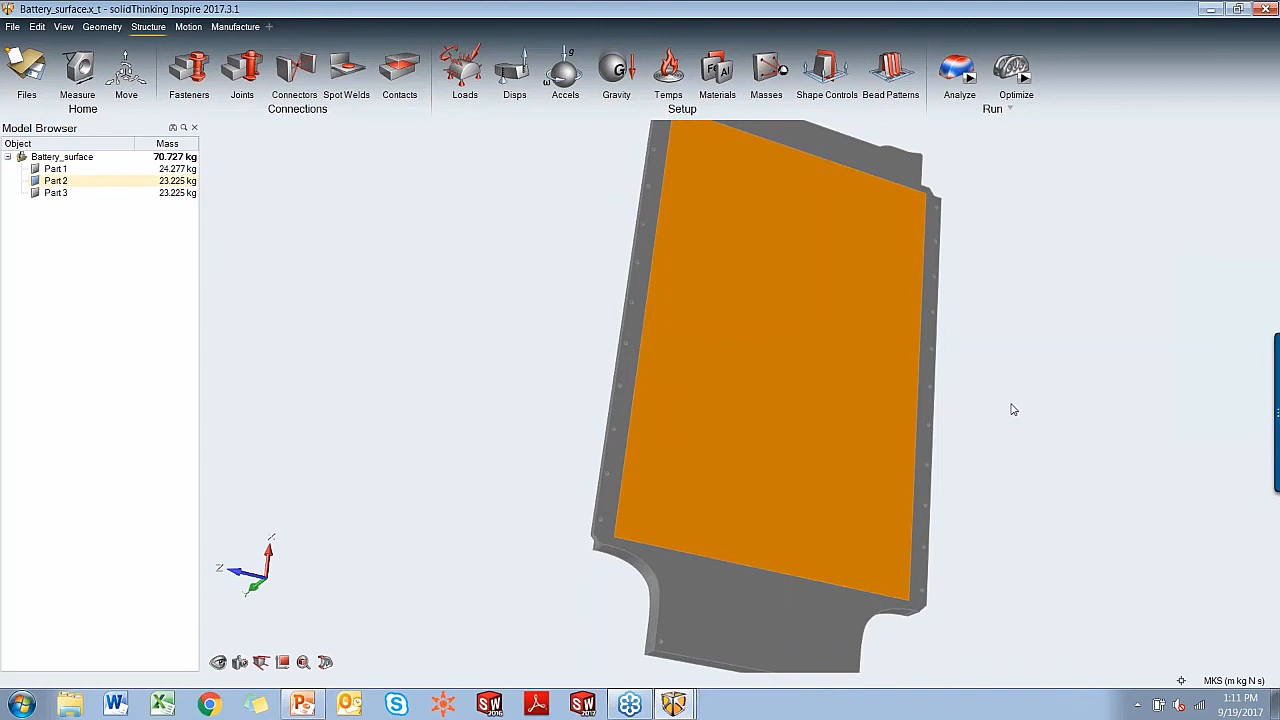 Battery_surface.x_t - solidThinking Inspire 2017.3.1
File Edit View Geometry Structure Motion Manufacture +
Files Measure Move Fasteners Joints Connectors Spot Welds Contacts Loads Disps Accels Gravity Temps Materials Masses Shape Controls Bead Patterns Analyze Optimize
Home Connections Setup Run
Model Browser
Object Mass
Battery_surface 70.727 kg
Part 1 24.277 kg
Part 2 23.225 kg
Part 3 23.225 kg
X
Z
Y
MKS (m kg N s)
1:11 PM
9/19/2017